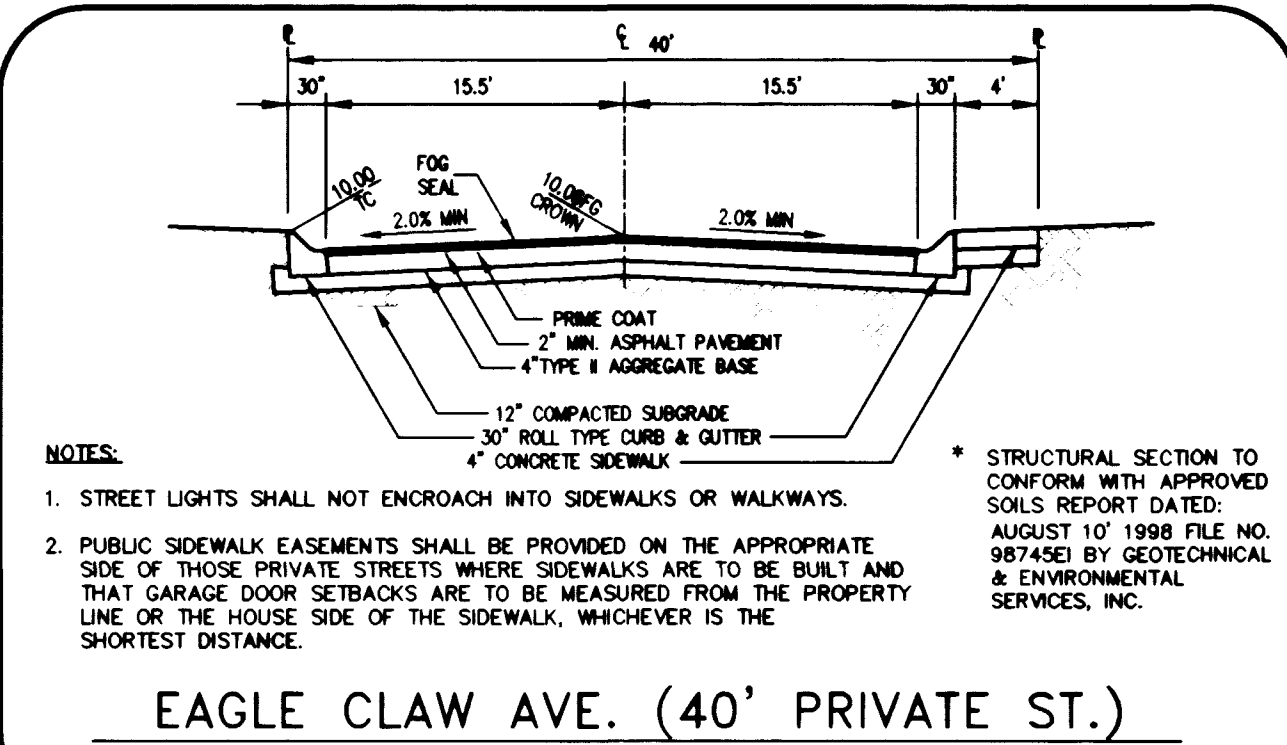 PL CL 40' PL
30" 15.5' 15.5' 30" 4'
FOG
SEAL
10.00
TC
CROWN
2.0% MIN 2.0% MIN
PRIME COAT
2" MIN. ASPHALT PAVEMENT
4" TYPE II AGGREGATE BASE
12" COMPACTED SUBGRADE
30" ROLL TYPE CURB & GUTTER
4" CONCRETE SIDEWALK
NOTES:
1. STREET LIGHTS SHALL NOT ENCROACH INTO SIDEWALKS OR WALKWAYS.
2. PUBLIC SIDEWALK EASEMENTS SHALL BE PROVIDED ON THE APPROPRIATE
SIDE OF THOSE PRIVATE STREETS WHERE SIDEWALKS ARE TO BE BUILT AND
THAT GARAGE DOOR SETBACKS ARE TO BE MEASURED FROM THE PROPERTY
LINE OR THE HOUSE SIDE OF THE SIDEWALK, WHICHEVER IS THE
SHORTEST DISTANCE.
* STRUCTURAL SECTION TO
CONFORM WITH APPROVED
SOILS REPORT DATED:
AUGUST 10' 1998 FILE NO.
98745EI BY GEOTECHNICAL
& ENVIRONMENTAL
SERVICES, INC.
EAGLE CLAW AVE. (40' PRIVATE ST.)